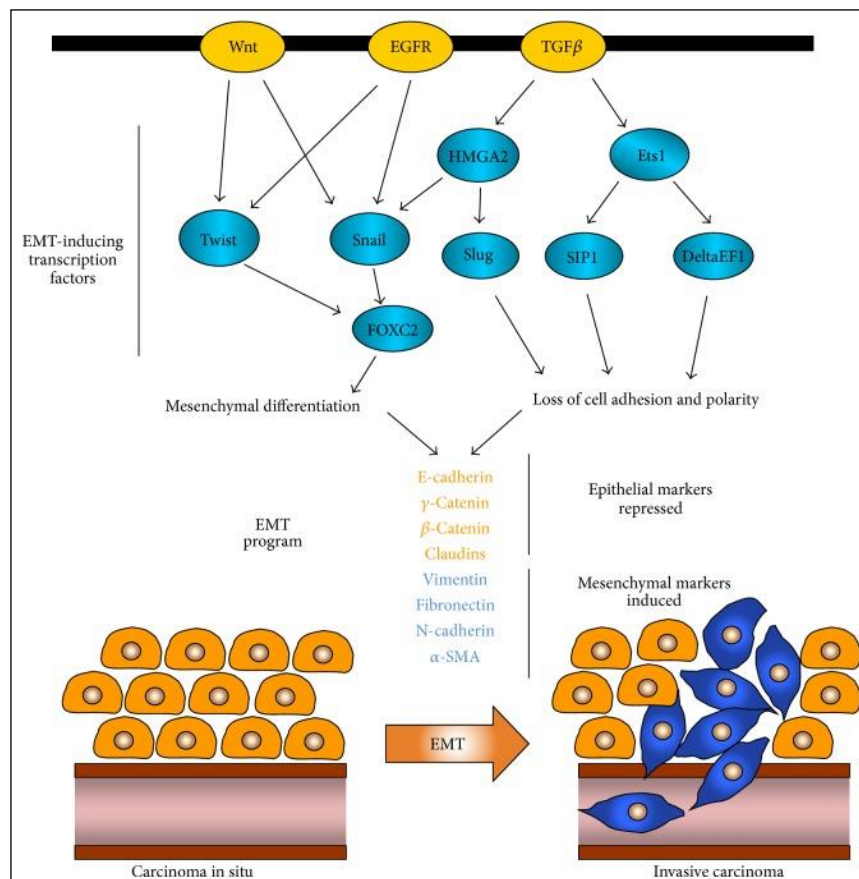 Wnt
EGFR
TGFβ
HMGA2
Ets1
EMT-inducing
transcription
factors
Twist
Snail
Slug
SIP1
DeltaEF1
FOXC2
Mesenchymal differentiation
Loss of cell adhesion and polarity
E-cadherin
γ-Catenin
β-Catenin
Claudins
Epithelial markers
repressed
EMT
program
Vimentin
Fibronectin
N-cadherin
α-SMA
Mesenchymal markers
induced
EMT
Carcinoma in situ
Invasive carcinoma